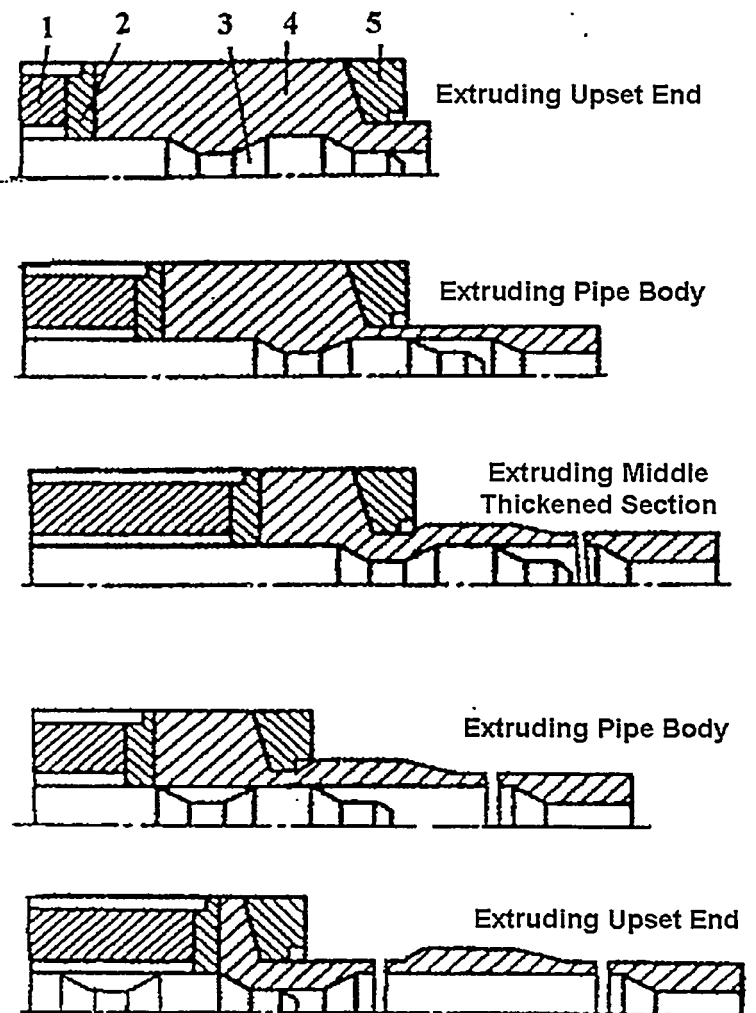 1 2 3 4 5
Extruding Upset End
Extruding Pipe Body
Extruding Middle
Thickened Section
Extruding Pipe Body
Extruding Upset End